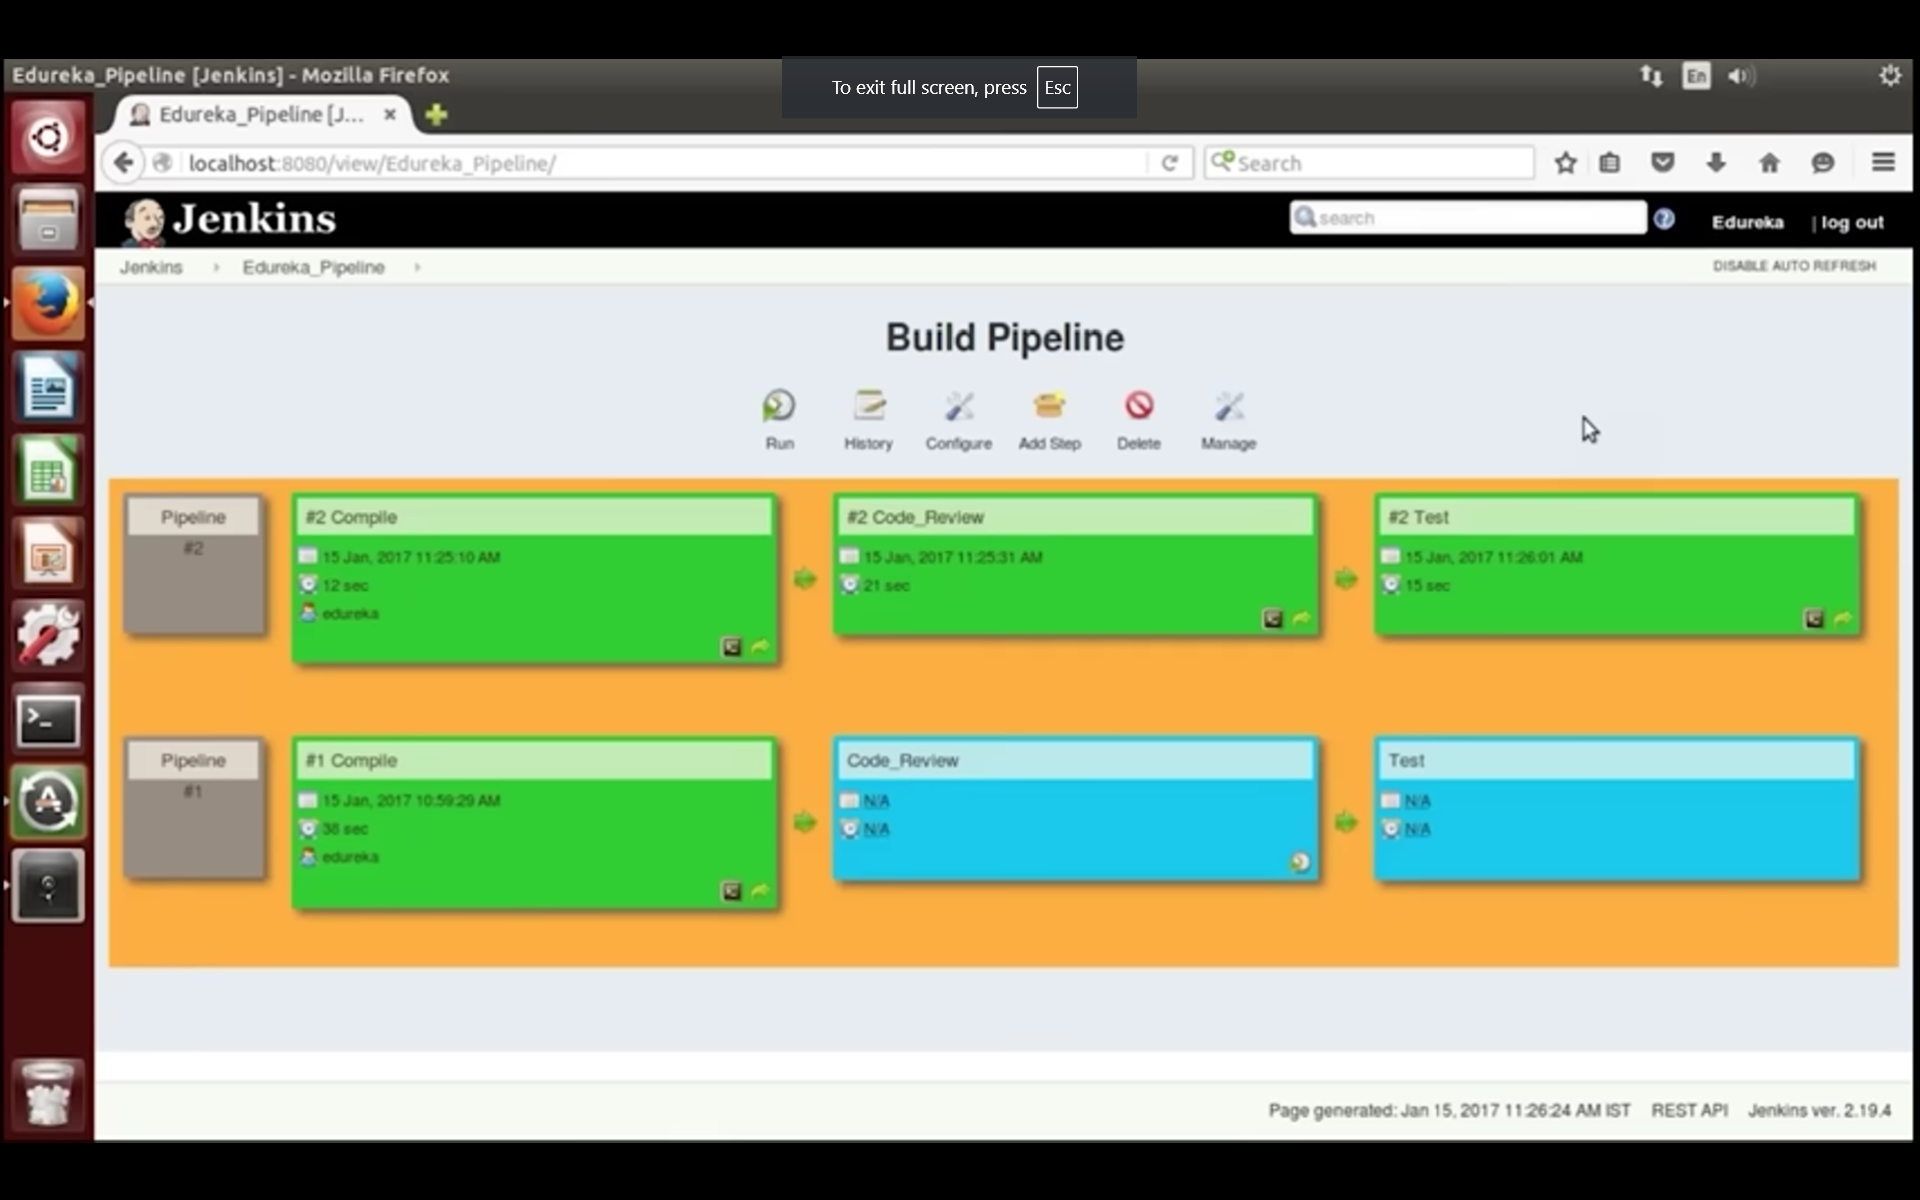 Edureka_Pipeline [Jenkins] - Mozilla Firefox
To exit full screen, press Esc
En
Edureka_Pipeline [J...
localhost:8080/view/Edureka_Pipeline/
Search
Jenkins
search
Edureka | log out
Jenkins Edureka_Pipeline
DISABLE AUTO REFRESH
Build Pipeline
Run History Configure Add Step Delete Manage
Pipeline
#2
#2 Compile
15 Jan, 2017 11:25:10 AM
12 sec
edureka
#2 Code_Review
15 Jan, 2017 11:25:31 AM
21 sec
#2 Test
15 Jan, 2017 11:26:01 AM
15 sec
Pipeline
#1
#1 Compile
15 Jan, 2017 10:59:29 AM
38 sec
edureka
Code_Review
N/A
N/A
Test
N/A
N/A
Page generated: Jan 15, 2017 11:26:24 AM IST REST API Jenkins ver. 2.19.4